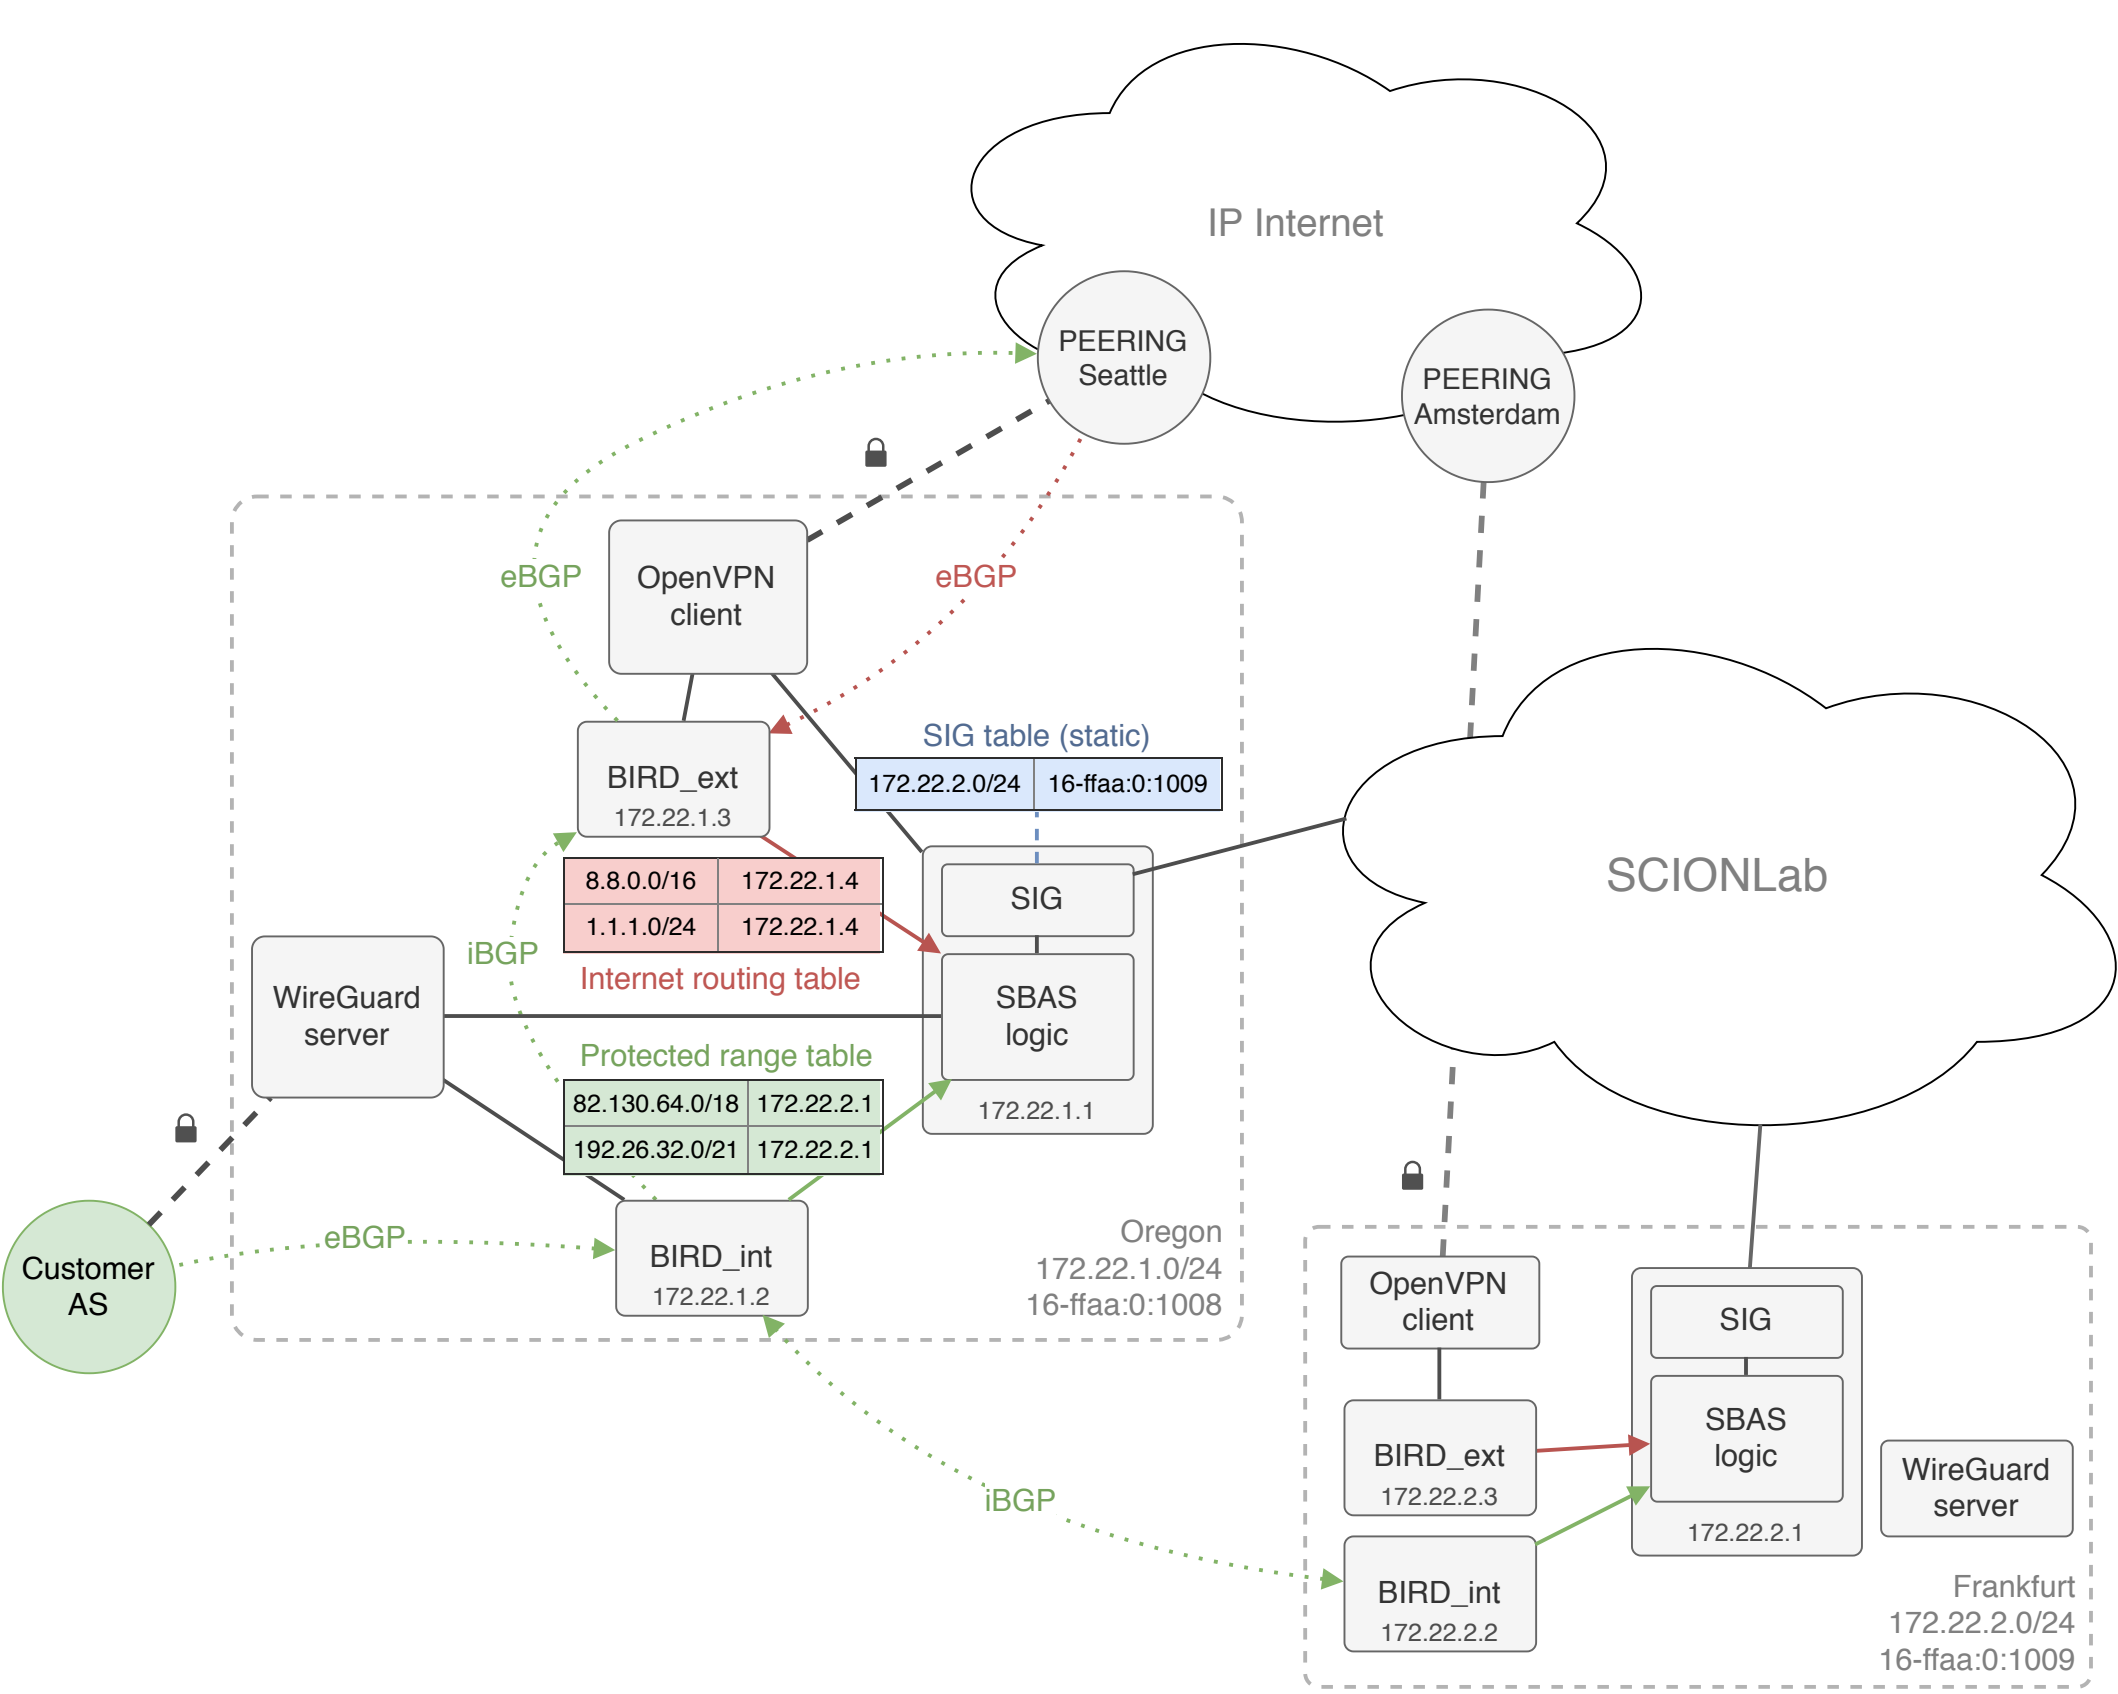 IP Internet
PEERING
Seattle
PEERING
Amsterdam
OpenVPN
client
eBGP
eBGP
BIRD_ext
172.22.1.3
SIG table (static)
172.22.2.0/24 16-ffaa:0:1009
8.8.0.0/16 172.22.1.4
1.1.1.0/24 172.22.1.4
Internet routing table
SIG
SBAS
logic
172.22.1.1
SCIONLab
iBGP
WireGuard
server
Protected range table
82.130.64.0/18 172.22.2.1
192.26.32.0/21 172.22.2.1
Customer
AS
eBGP
BIRD_int
172.22.1.2
Oregon
172.22.1.0/24
16-ffaa:0:1008
iBGP
OpenVPN
client
SIG
SBAS
logic
172.22.2.1
BIRD_ext
172.22.2.3
WireGuard
server
BIRD_int
172.22.2.2
Frankfurt
172.22.2.0/24
16-ffaa:0:1009